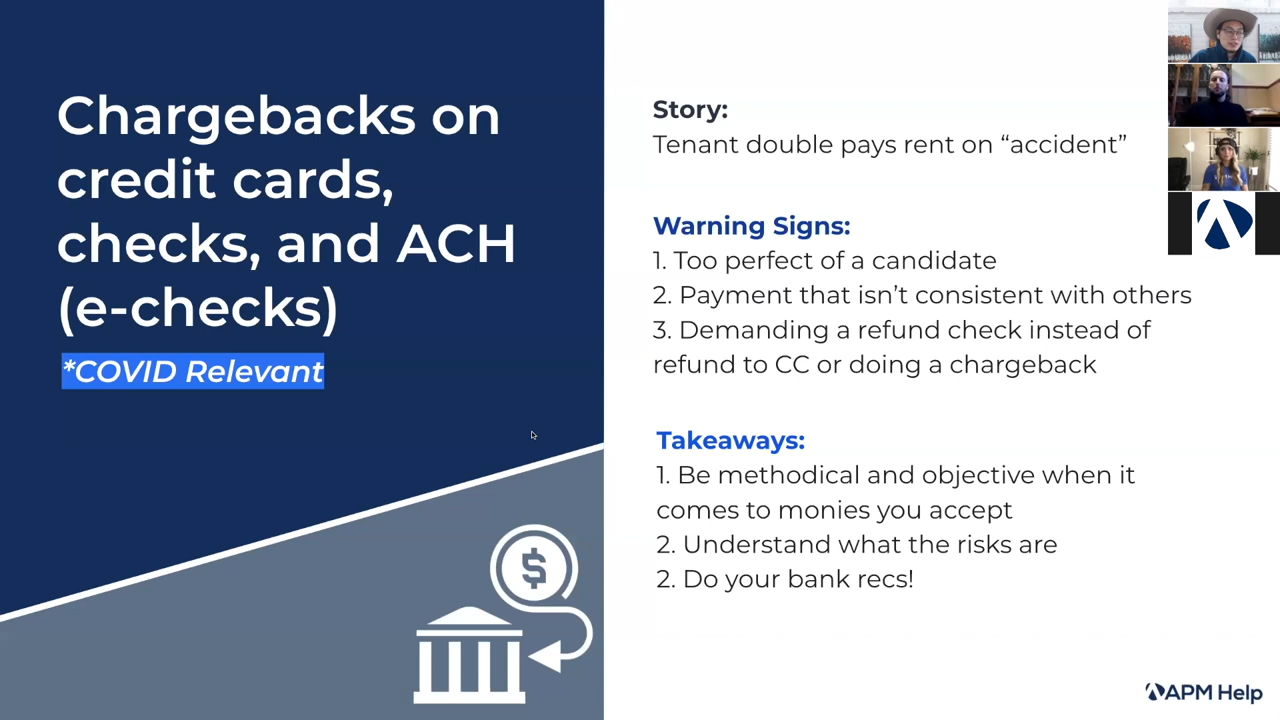 Chargebacks on
credit cards,
checks, and ACH
(e-checks)
*COVID Relevant
$
Story:
Tenant double pays rent on “accident”
Warning Signs:
1. Too perfect of a candidate
2. Payment that isn’t consistent with others
3. Demanding a refund check instead of
refund to CC or doing a chargeback
Takeaways:
1. Be methodical and objective when it
comes to monies you accept
2. Understand what the risks are
2. Do your bank recs!
APM Help